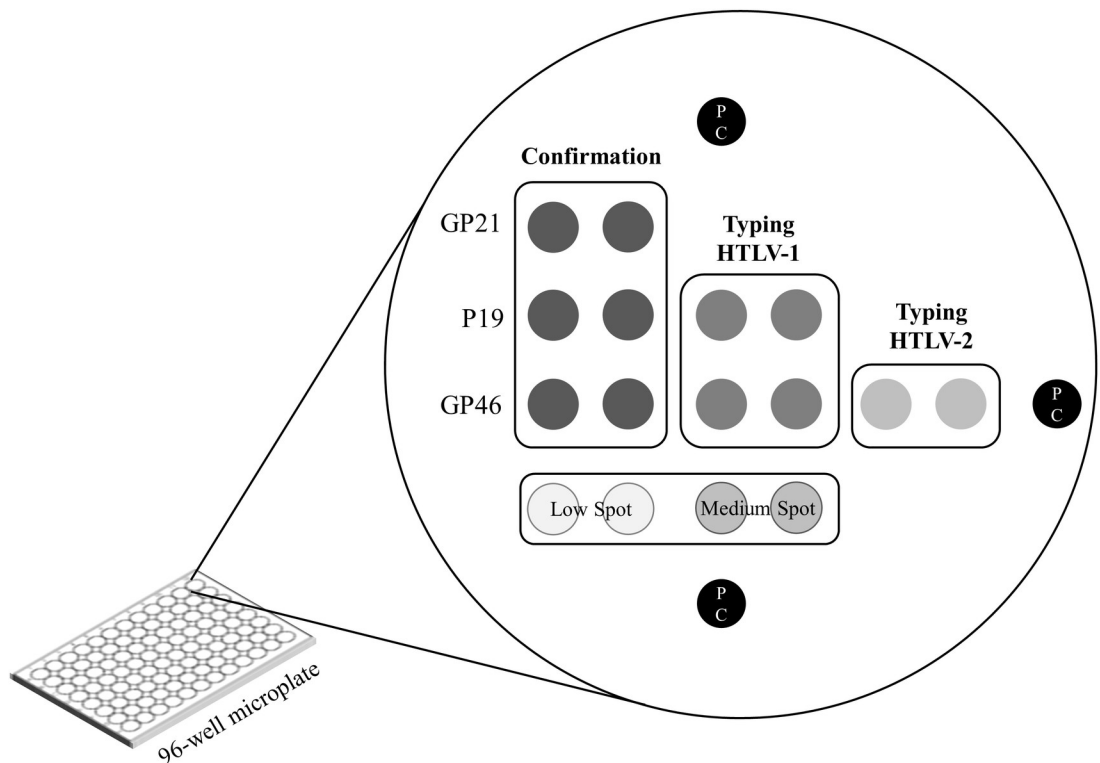 P
C
Confirmation
GP21
Typing
HTLV-1
P19
Typing
HTLV-2
GP46
P
C
Low Spot
Medium Spot
P
C
96-well microplate